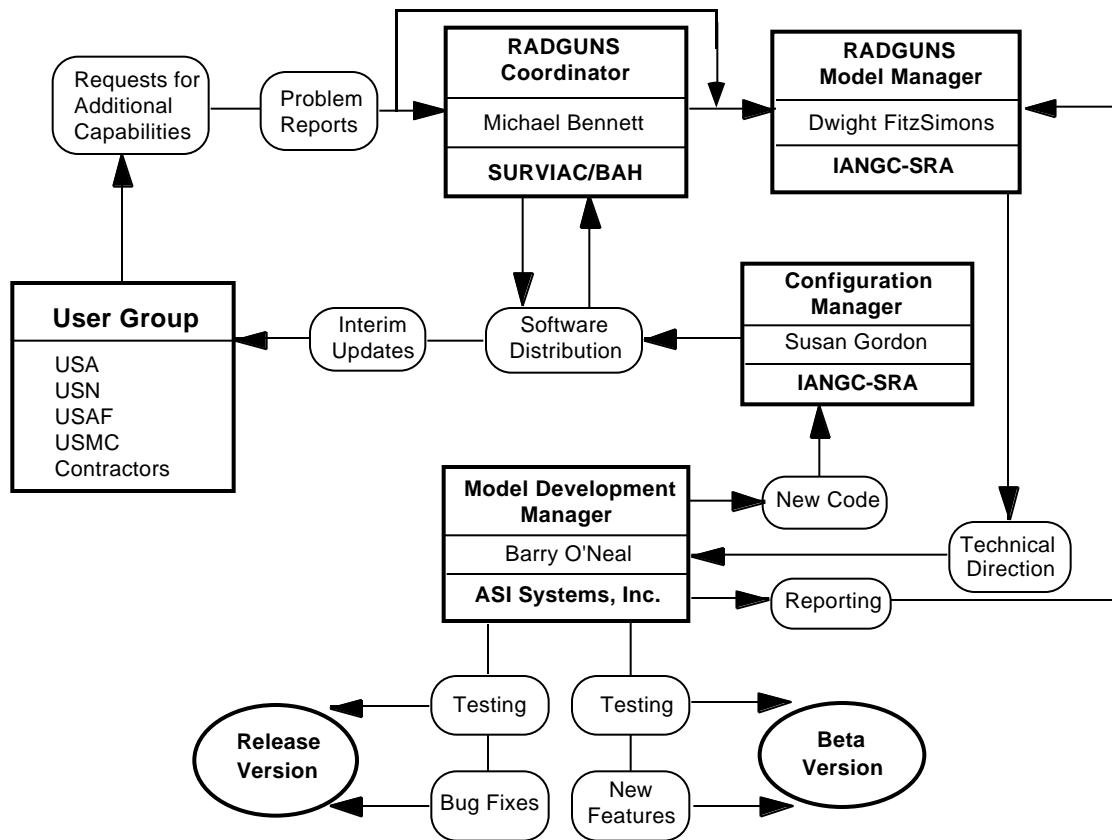 Requests for
Additional
Capabilities
Problem
Reports
RADGUNS
Coordinator
Michael Bennett
SURVIAC/BAH
RADGUNS
Model Manager
Dwight FitzSimons
IANGC-SRA
User Group
USA
USN
USAF
USMC
Contractors
Interim
Updates
Software
Distribution
Configuration
Manager
Susan Gordon
IANGC-SRA
Model Development
Manager
Barry O'Neal
ASI Systems, Inc.
New Code
Technical
Direction
Reporting
Testing
Testing
Release
Version
Beta
Version
Bug Fixes
New
Features